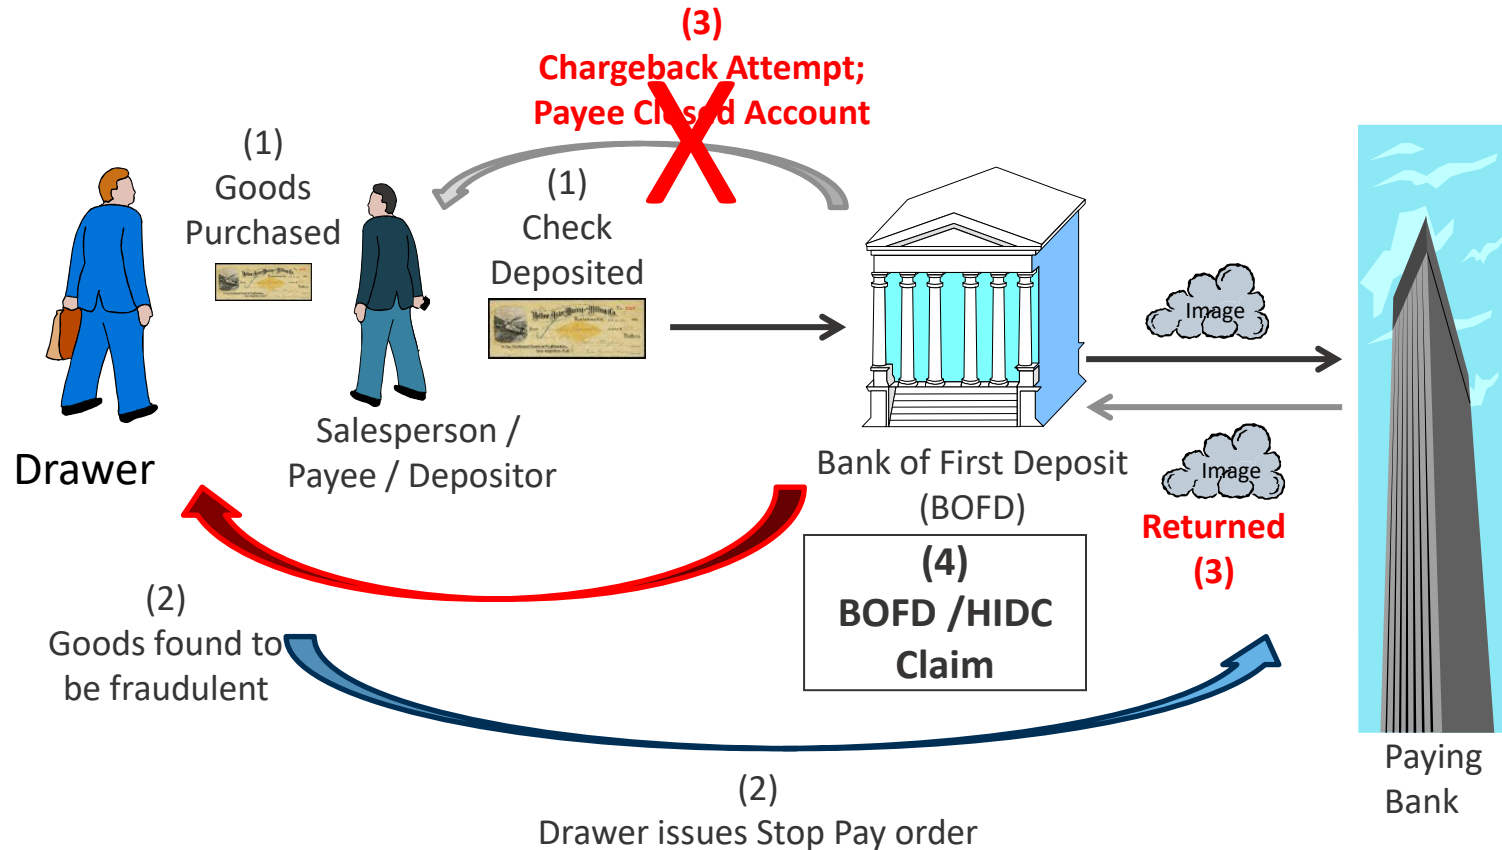 (3)
Chargeback Attempt;
Payee Closed Account
(1)
Goods
Purchased
(1)
Check
Deposited
Image
Drawer
Salesperson /
Payee / Depositor
Bank of First Deposit
(BOFD)
Image
Returned
(3)
(4)
BOFD /HIDC
Claim
(2)
Goods found to
be fraudulent
Paying
Bank
(2)
Drawer issues Stop Pay order